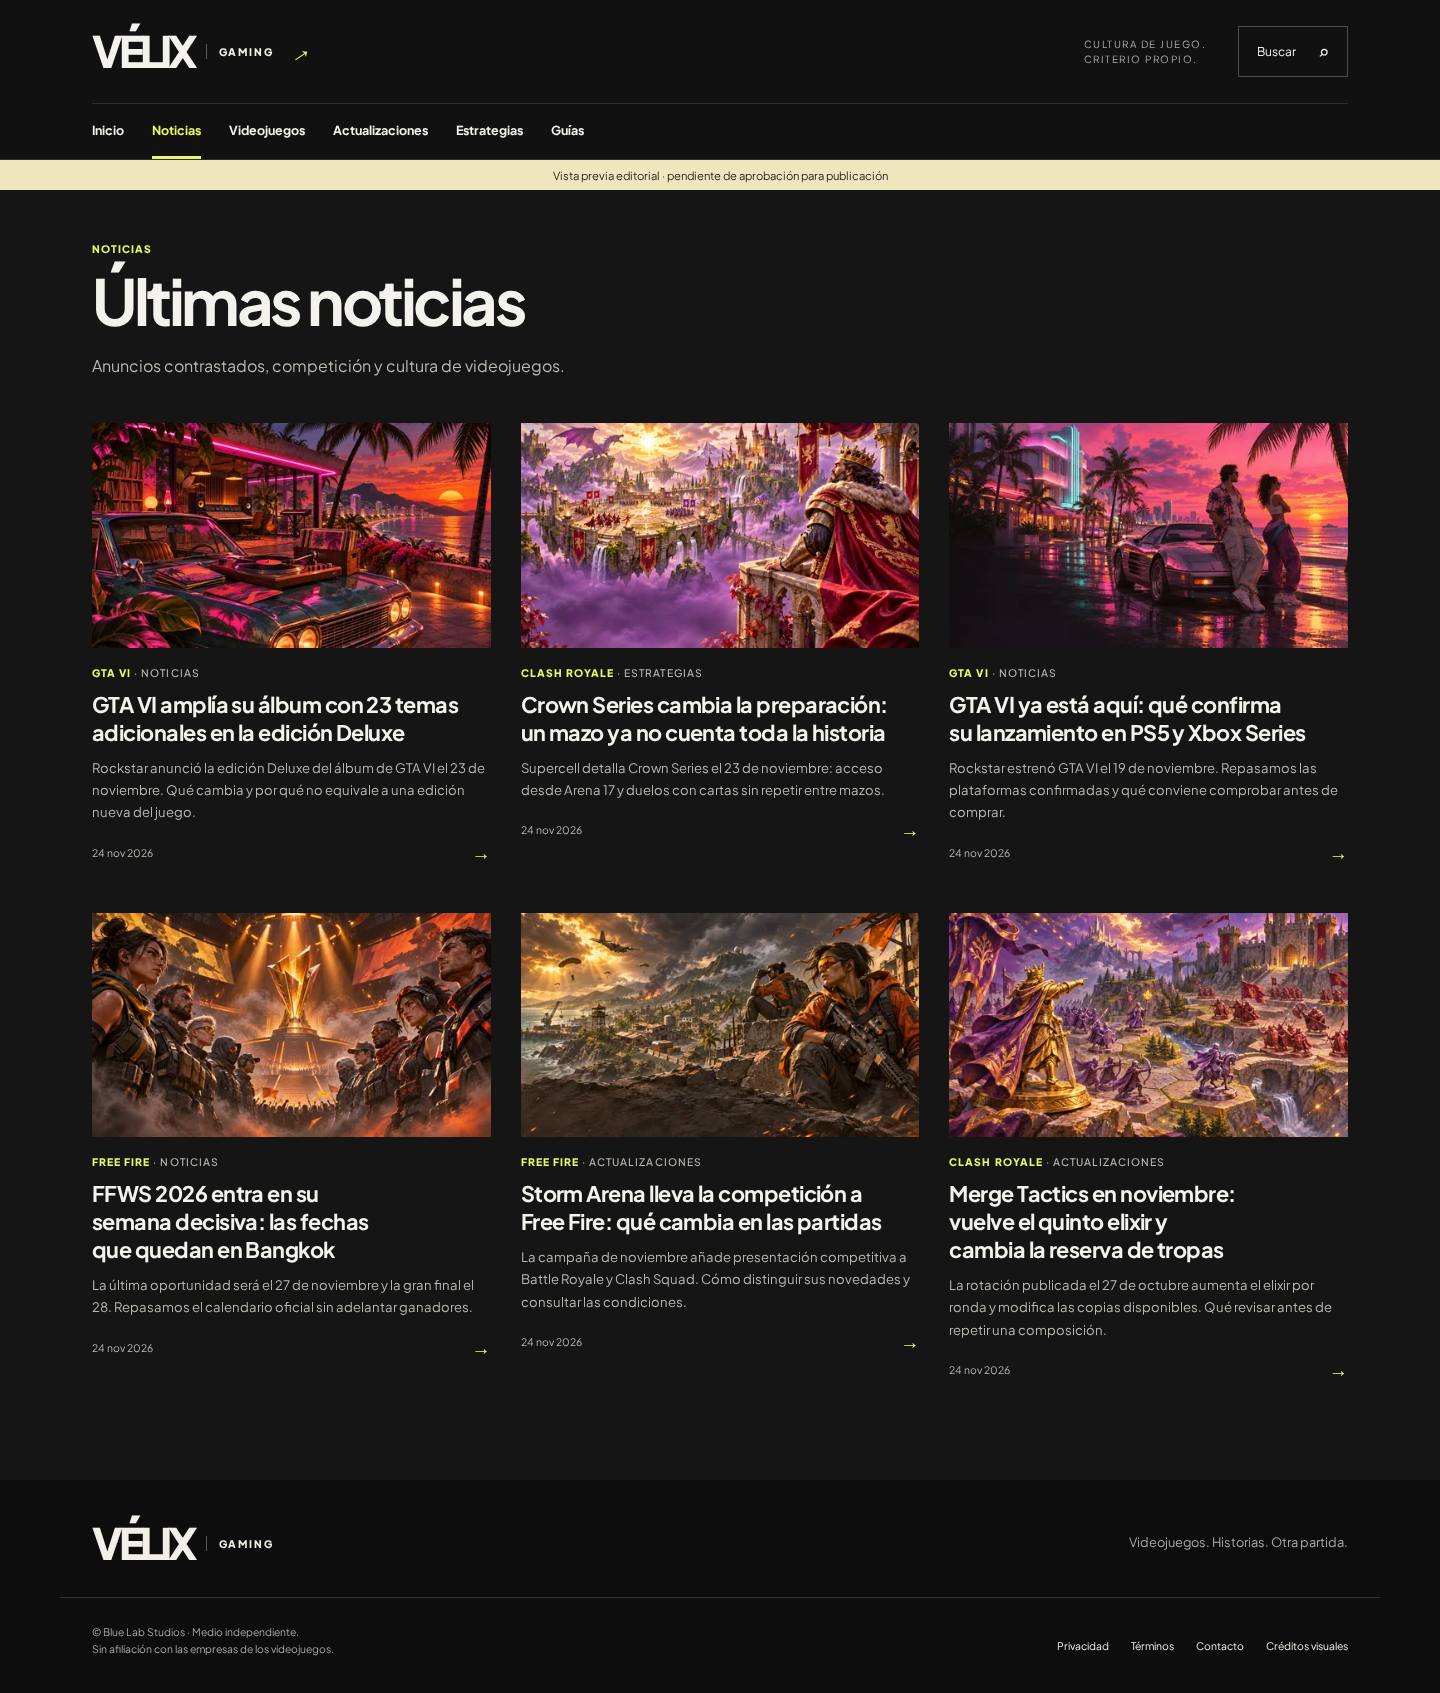 VÉLIX GAMING
CULTURA DE JUEGO.
CRITERIO PROPIO.
Buscar
Inicio Noticias Videojuegos Actualizaciones Estrategias Guías
Vista previa editorial · pendiente de aprobación para publicación
NOTICIAS
Últimas noticias
Anuncios contrastados, competición y cultura de videojuegos.
GTA VI · NOTICIAS
GTA VI amplía su álbum con 23 temas
adicionales en la edición Deluxe
Rockstar anunció la edición Deluxe del álbum de GTA VI el 23 de
noviembre. Qué cambia y por qué no equivale a una edición
nueva del juego.
24 nov 2026 →
CLASH ROYALE · ESTRATEGIAS
Crown Series cambia la preparación:
un mazo ya no cuenta toda la historia
Supercell detalla Crown Series el 23 de noviembre: acceso
desde Arena 17 y duelos con cartas sin repetir entre mazos.
24 nov 2026 →
GTA VI · NOTICIAS
GTA VI ya está aquí: qué confirma
su lanzamiento en PS5 y Xbox Series
Rockstar estrenó GTA VI el 19 de noviembre. Repasamos las
plataformas confirmadas y qué conviene comprobar antes de
comprar.
24 nov 2026 →
FREE FIRE · NOTICIAS
FFWS 2026 entra en su
semana decisiva: las fechas
que quedan en Bangkok
La última oportunidad será el 27 de noviembre y la gran final el
28. Repasamos el calendario oficial sin adelantar ganadores.
24 nov 2026 →
FREE FIRE · ACTUALIZACIONES
Storm Arena lleva la competición a
Free Fire: qué cambia en las partidas
La campaña de noviembre añade presentación competitiva a
Battle Royale y Clash Squad. Cómo distinguir sus novedades y
consultar las condiciones.
24 nov 2026 →
CLASH ROYALE · ACTUALIZACIONES
Merge Tactics en noviembre:
vuelve el quinto elixir y
cambia la reserva de tropas
La rotación publicada el 27 de octubre aumenta el elixir por
ronda y modifica las copias disponibles. Qué revisar antes de
repetir una composición.
24 nov 2026 →
VÉLIX GAMING
Videojuegos. Historias. Otra partida.
© Blue Lab Studios · Medio independiente.
Sin afiliación con las empresas de los videojuegos.
Privacidad Términos Contacto Créditos visuales